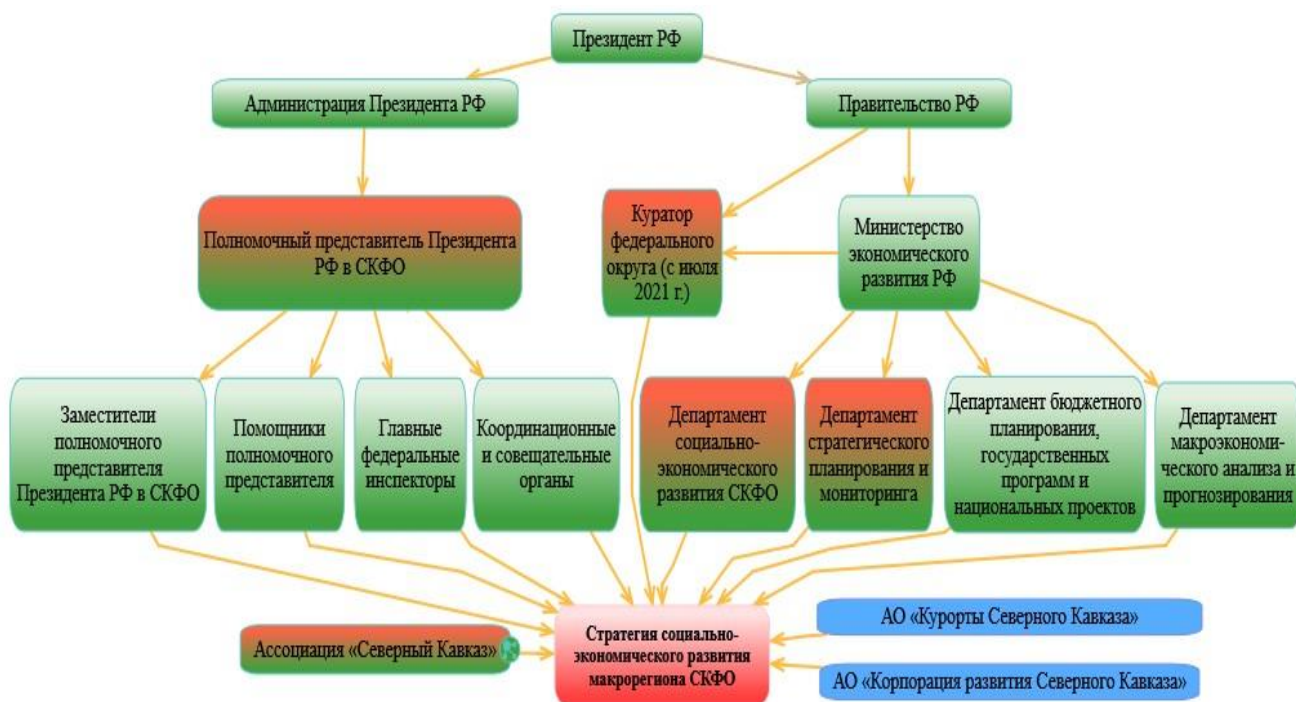 Президент РФ
Администрация Президента РФ
Правительство РФ
Полномочный представитель Президента
РФ в СКФО
Куратор
федерального
округа (с июля
2021 г.)
Министерство
экономического
развития РФ
Заместители
полномочного
представителя
Президента РФ в СКФО
Помощники
полномочного
представителя
Главные
федеральные
инспекторы
Координационные
и совещательные
органы
Департамент
социально-
экономического
развития СКФО
Департамент
стратегического
планирования и
мониторинга
Департамент бюджетного
планирования,
государственных
программ и
национальных проектов
Департамент
макроэкономи-
ческого анализа и
прогнозирования
Ассоциация «Северный Кавказ»
Стратегия социально-
экономического развития
макрорегиона СКФО
АО «Курорты Северного Кавказа»
АО «Корпорация развития Северного Кавказа»